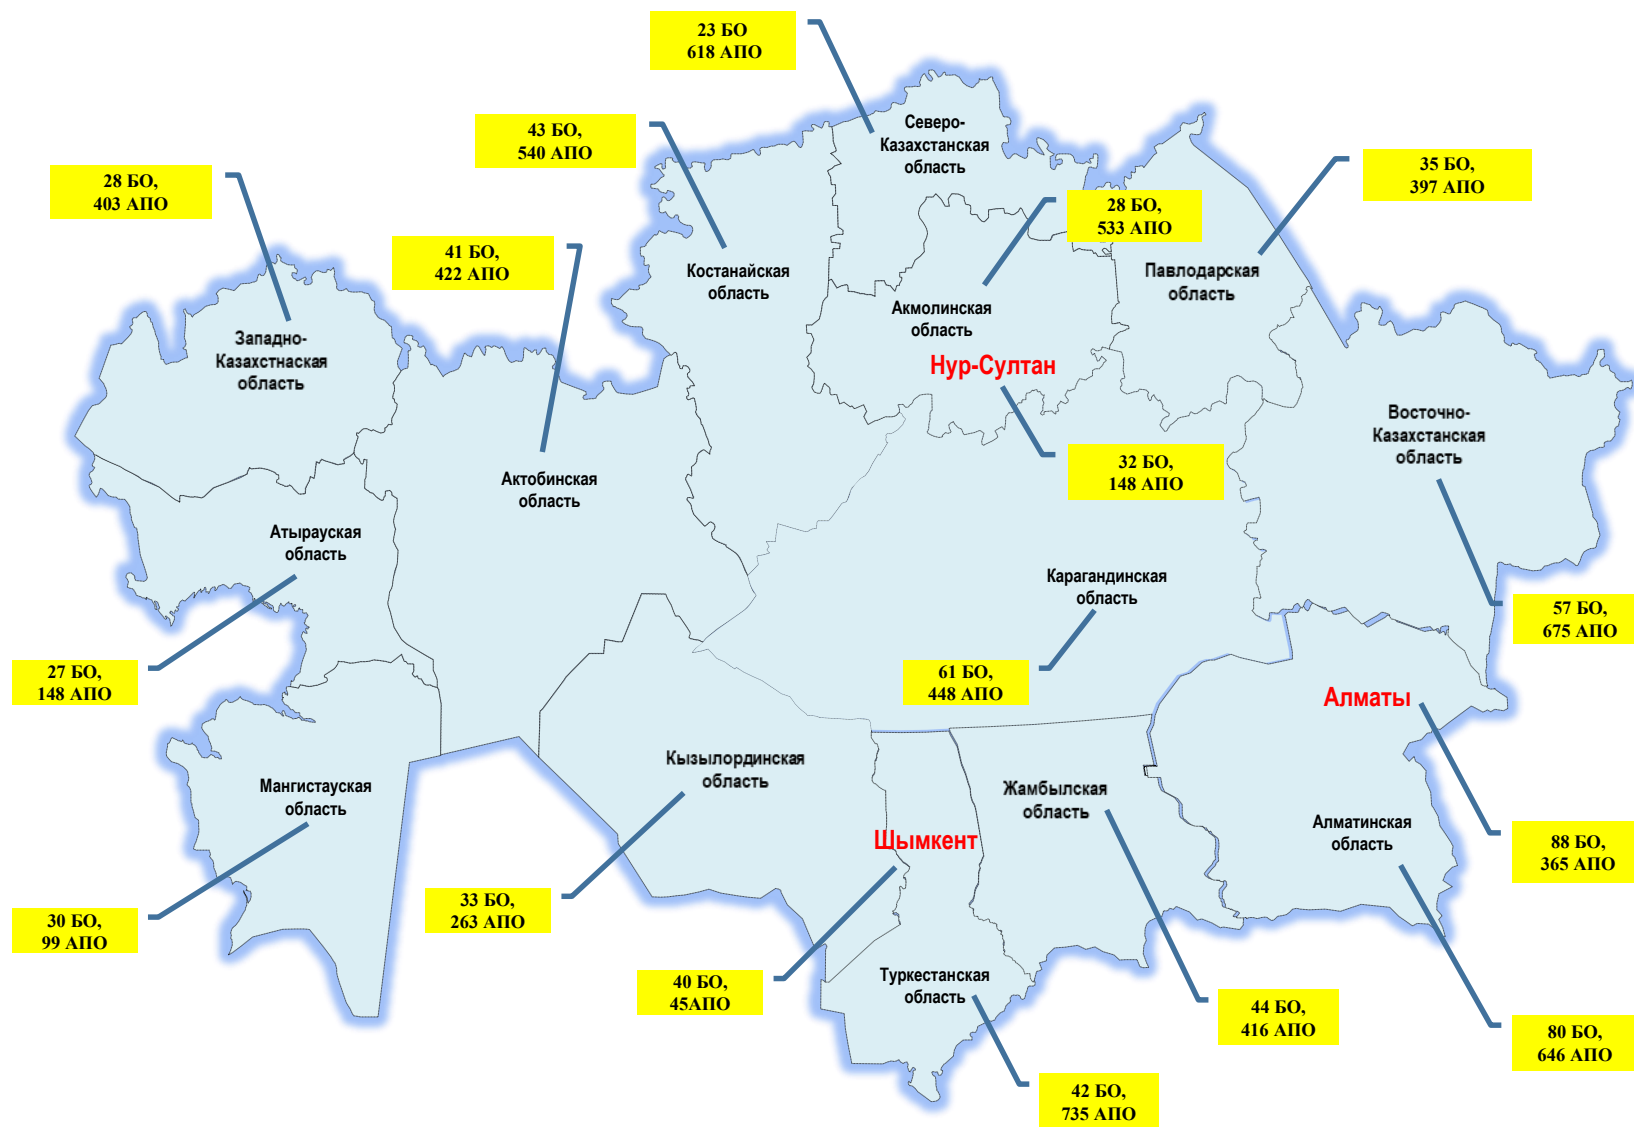 23 БО
618 АПО
Северо-
Казахстанская
область
43 БО,
540 АПО
35 БО,
397 АПО
28 БО,
403 АПО
28 БО,
533 АПО
41 БО,
422 АПО
Костанайская
область
Павлодарская
область
Акмолинская
область
Западно-
Казахстнаская
область
Нур-Султан
Восточно-
Казахстанская
область
32 БО,
148 АПО
Актобинская
область
Атырауская
область
Карагандинская
область
57 БО,
675 АПО
27 БО,
148 АПО
61 БО,
448 АПО
Алматы
Кызылординская
область
Мангистауская
область
Жамбылская
область
Шымкент
Алматинская
область
88 БО,
365 АПО
33 БО,
263 АПО
30 БО,
99 АПО
40 БО,
45АПО
Туркестанская
область
44 БО,
416 АПО
80 БО,
646 АПО
42 БО,
735 АПО